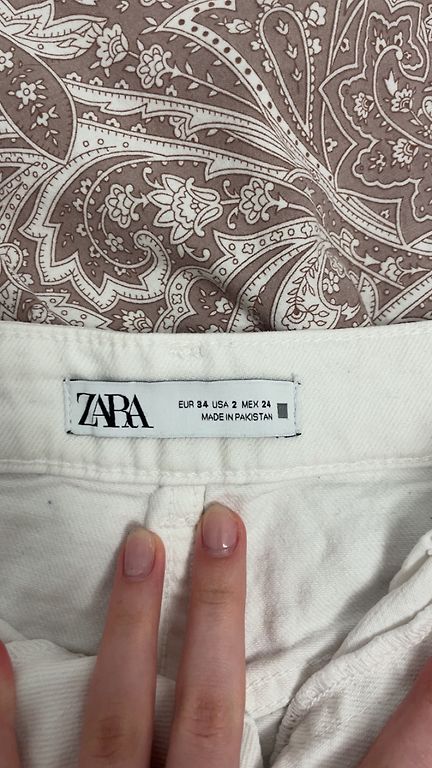 ZARA
EUR 34 USA 2 MEX 24
MADE IN PAKISTAN